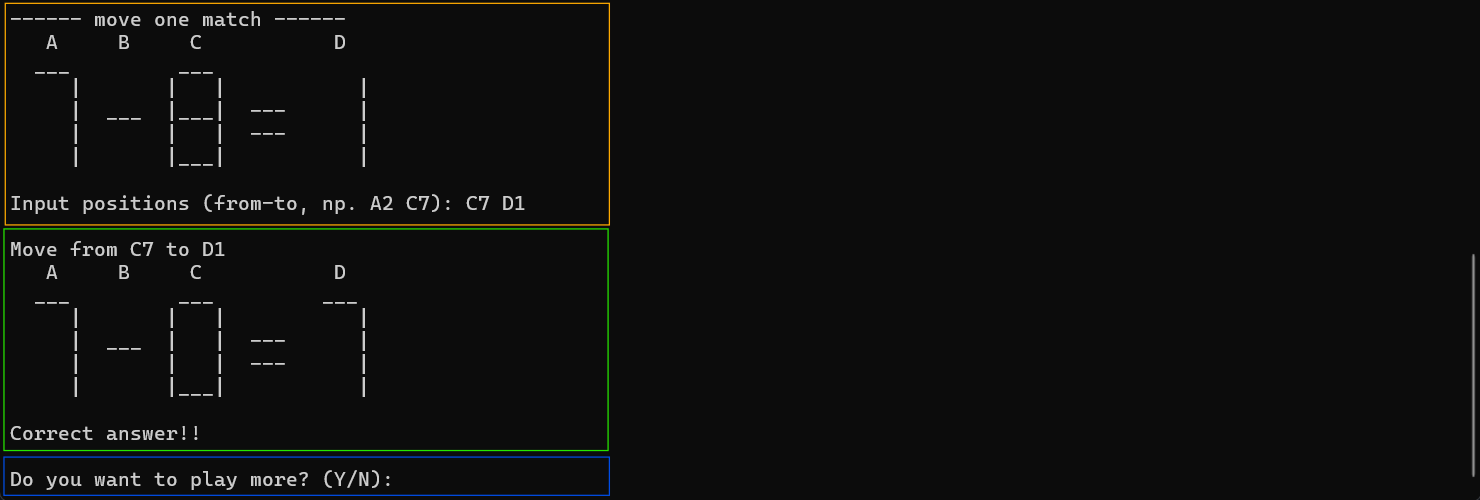 ------ move one match ------
A B C D
Input positions (from-to, np. A2 C7): C7 D1
Move from C7 to D1
A B C D
Correct answer!!
Do you want to play more? (Y/N):